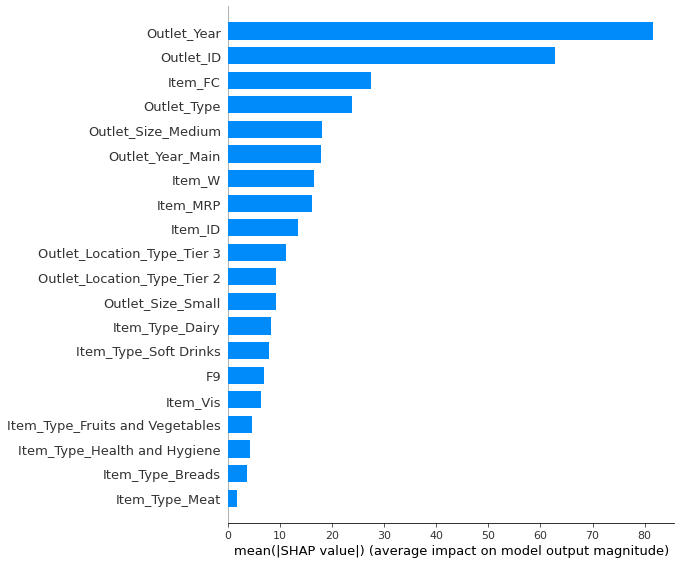 Outlet_Year
Outlet_ID
Item_FC
Outlet_Type
Outlet_Size_Medium
Outlet_Year_Main
Item_W
Item_MRP
Item_ID
Outlet_Location_Type_Tier 3
Outlet_Location_Type_Tier 2
Outlet_Size_Small
Item_Type_Dairy
Item_Type_Soft Drinks
F9
Item_Vis
Item_Type_Fruits and Vegetables
Item_Type_Health and Hygiene
Item_Type_Breads
Item_Type_Meat
0 10 20 30 40 50 60 70 80
mean(|SHAP value|) (average impact on model output magnitude)